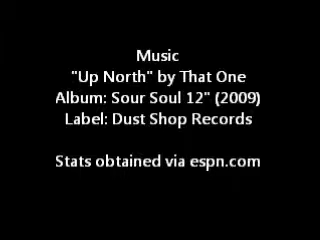 Music
"Up North" by That One
Album: Sour Soul 12" (2009)
Label: Dust Shop Records
Stats obtained via espn.com